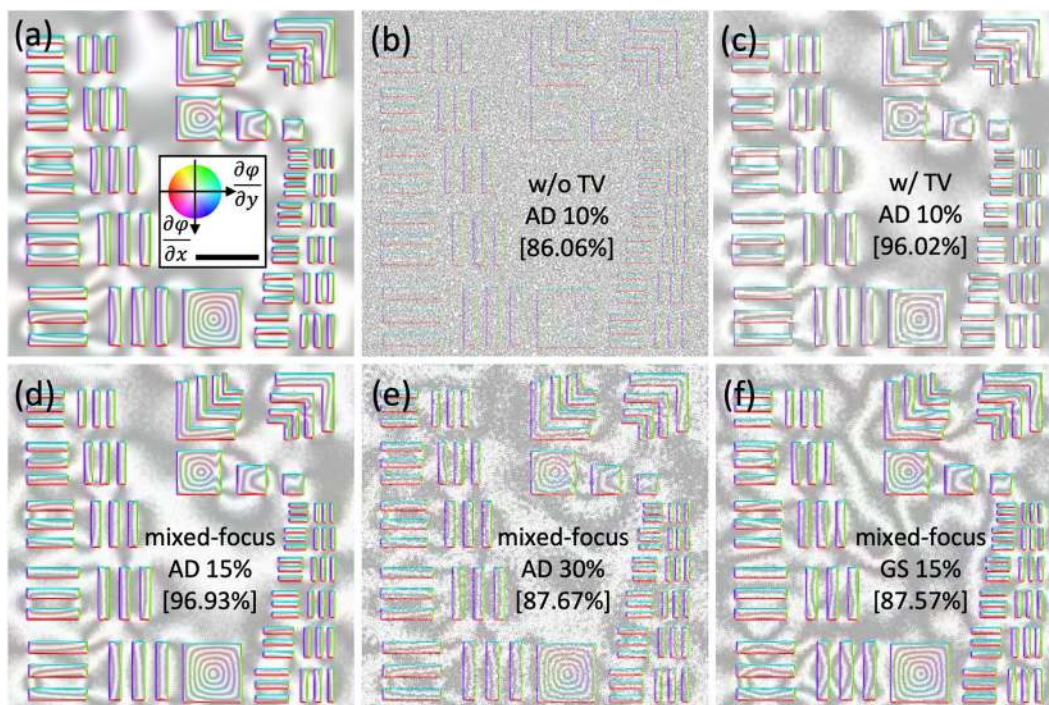 (a)
∂φ
∂y
∂φ
∂x
(b)
w/o TV
AD 10%
[86.06%]
(c)
w/ TV
AD 10%
[96.02%]
(d)
mixed-focus
AD 15%
[96.93%]
(e)
mixed-focus
AD 30%
[87.67%]
(f)
mixed-focus
GS 15%
[87.57%]